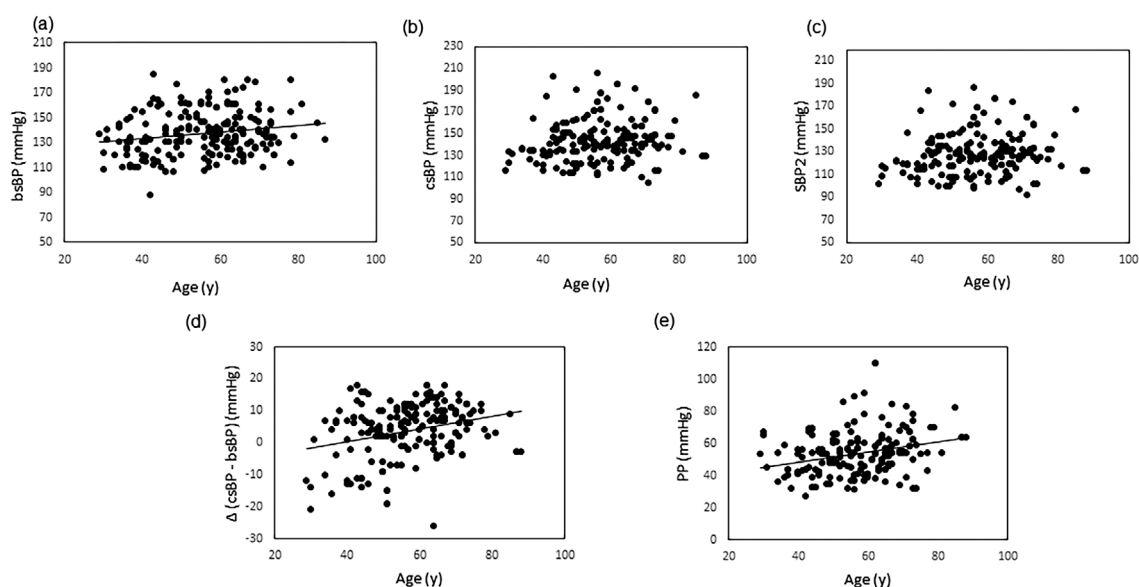 (a)
210
190
170
150
130
110
90
70
50
bsBP (mmHg)
20 40 60 80 100
Age (y)
(b)
230
210
190
170
150
130
110
90
70
50
csBP (mmHg)
20 40 60 80 100
Age (y)
(c)
210
190
170
150
130
110
90
70
50
SBP2 (mmHg)
20 40 60 80 100
Age (y)
(d)
30
20
10
0
-10
-20
-30
Δ (csBP - bsBP) (mmHg)
20 40 60 80 100
Age (y)
(e)
120
100
80
60
40
20
0
PP (mmHg)
20 40 60 80 100
Age (y)